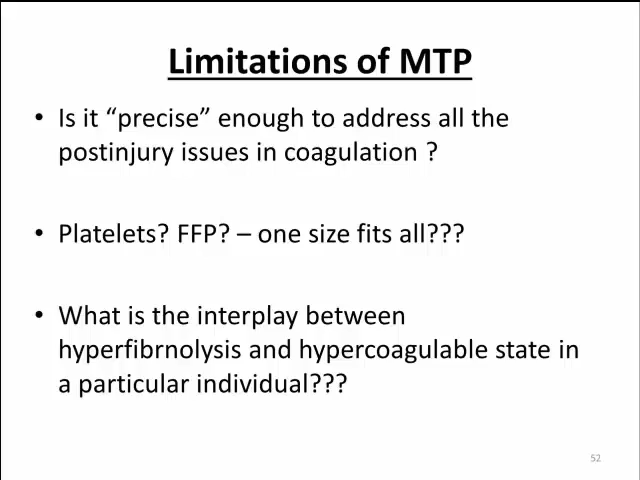 Limitations of MTP
• Is it “precise” enough to address all the
postinjury issues in coagulation ?
• Platelets? FFP? – one size fits all???
• What is the interplay between
hyperfibrnolysis and hypercoagulable state in
a particular individual???
52